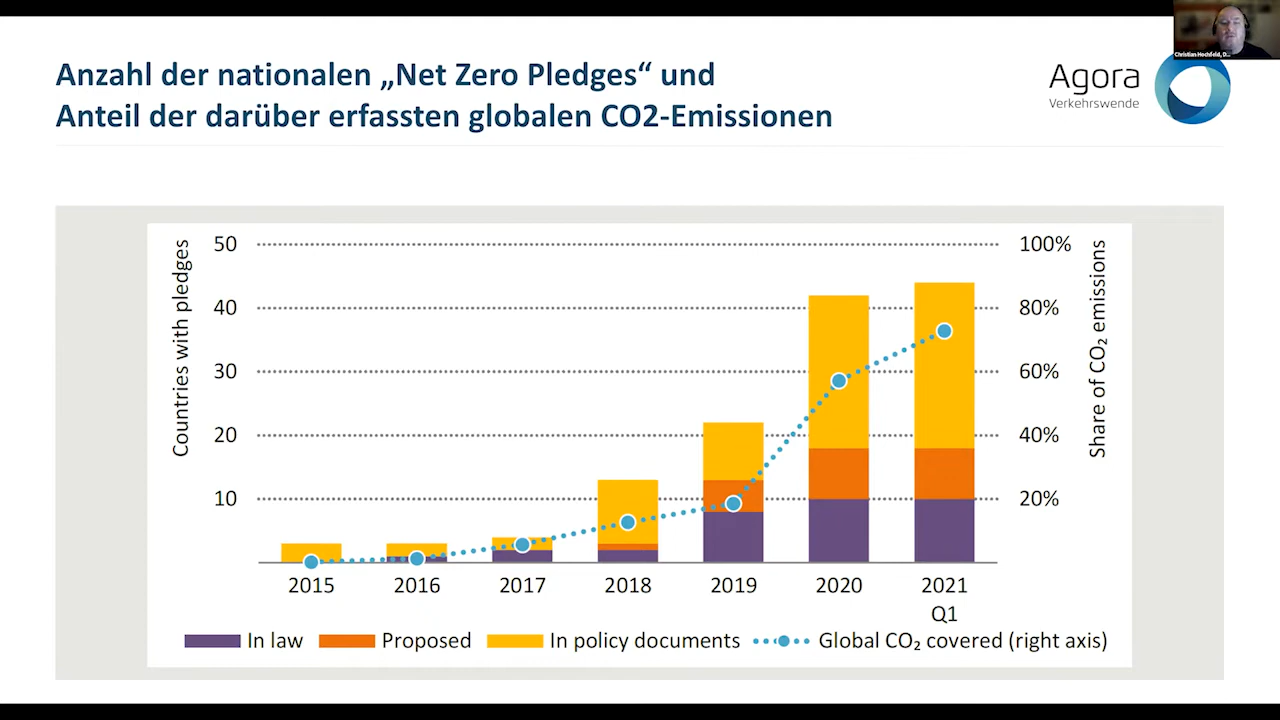 Anzahl der nationalen „Net Zero Pledges“ und
Anteil der darüber erfassten globalen CO2-Emissionen
Agora
Verkehrswende
Christian Hochfeld, D...
Countries with pledges
50
40
30
20
10
100%
80%
60%
40%
20%
Share of CO₂ emissions
2015 2016 2017 2018 2019 2020 2021
Q1
In law Proposed In policy documents Global CO₂ covered (right axis)